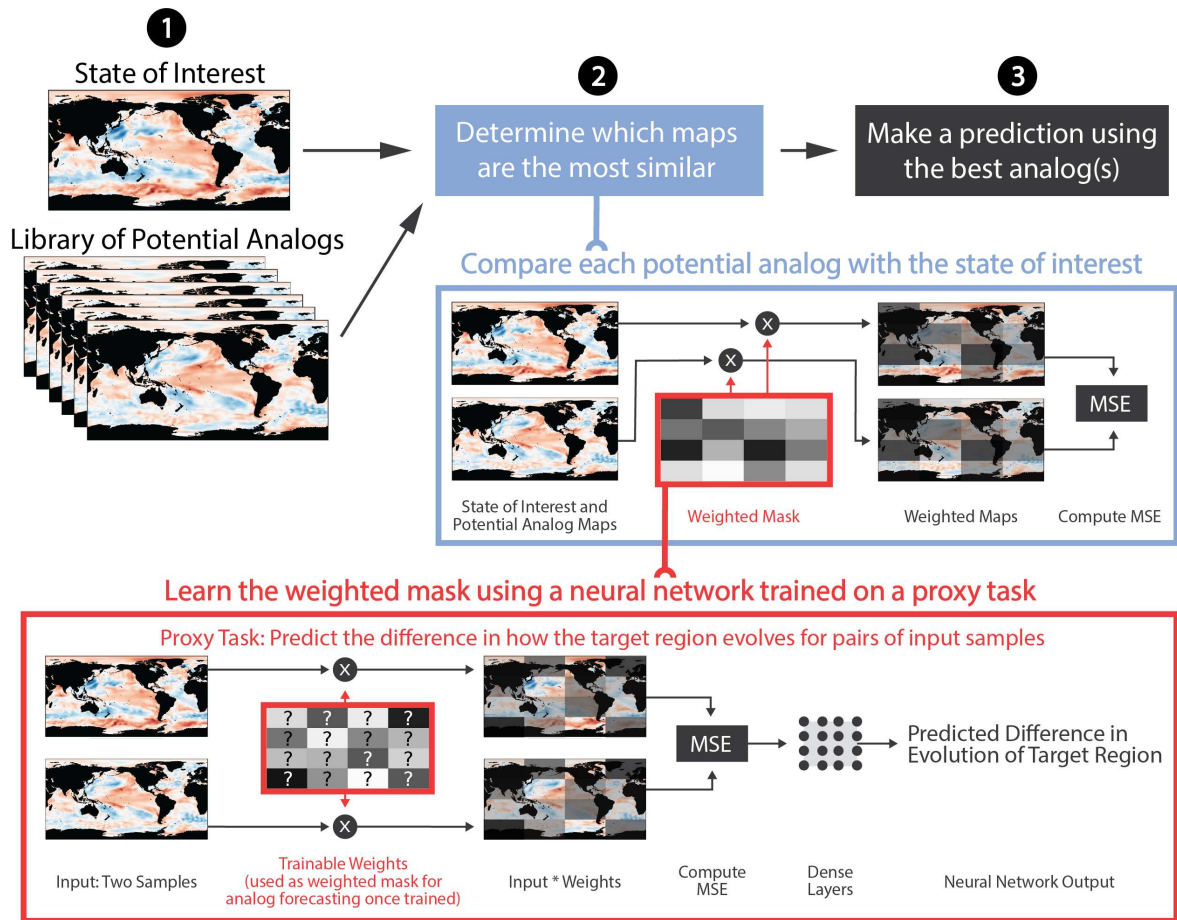 1
State of Interest
Library of Potential Analogs
2
Determine which maps
are the most similar
3
Make a prediction using
the best analog(s)
Compare each potential analog with the state of interest
X
X
MSE
State of Interest and
Potential Analog Maps
Weighted Mask
Weighted Maps
Compute MSE
Learn the weighted mask using a neural network trained on a proxy task
Proxy Task: Predict the difference in how the target region evolves for pairs of input samples
X
? ? ? ?
? ? ? ?
? ? ? ?
? ? ? ?
X
MSE
Predicted Difference in
Evolution of Target Region
Input: Two Samples
Trainable Weights
(used as weighted mask for
analog forecasting once trained)
Input * Weights
Compute
MSE
Dense
Layers
Neural Network Output